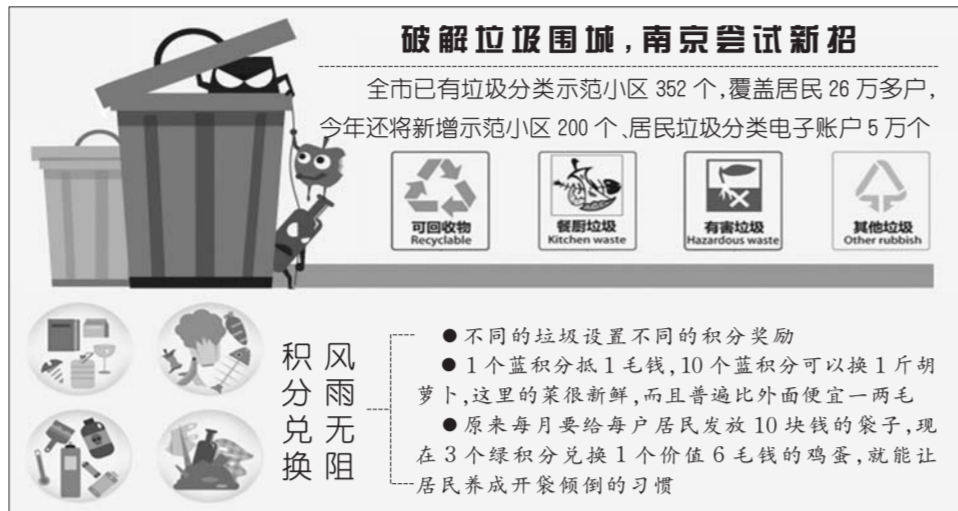 破解垃圾围城,南京尝试新招
全市已有垃圾分类示范小区 352 个,覆盖居民 26 万多户,
今年还将新增示范小区 200 个、居民垃圾分类电子账户 5 万个
可回收物
Recyclable
餐厨垃圾
Kitchen waste
有害垃圾
Hazardous waste
其他垃圾
Other rubbish
积分兑换
风雨无阻
●不同的垃圾设置不同的积分奖励
●1个蓝积分抵1毛钱,10个蓝积分可以换1斤胡
萝卜,这里的菜很新鲜,而且普遍比外面便宜一两毛
●原来每月要给每户居民发放10块钱的袋子,现
在3个绿积分兑换1个价值6毛钱的鸡蛋,就能让
居民养成开袋倾倒的习惯